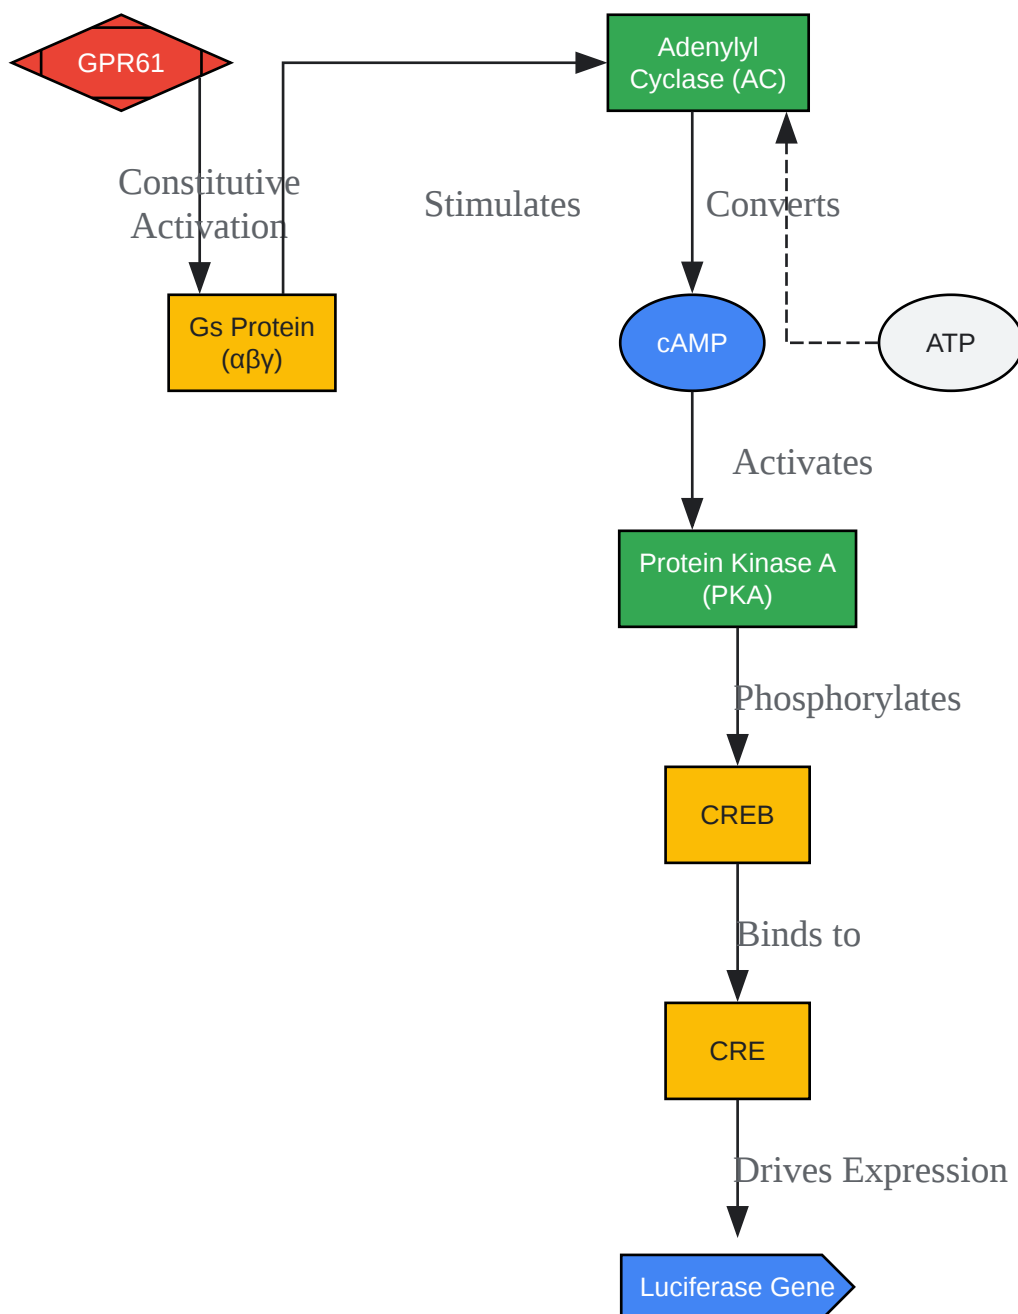 GPR61
Adenylyl
Cyclase (AC)
Constitutive
Activation
Stimulates
Converts
Gs Protein
(αβγ)
cAMP
ATP
Activates
Protein Kinase A
(PKA)
Phosphorylates
CREB
Binds to
CRE
Drives Expression
Luciferase Gene